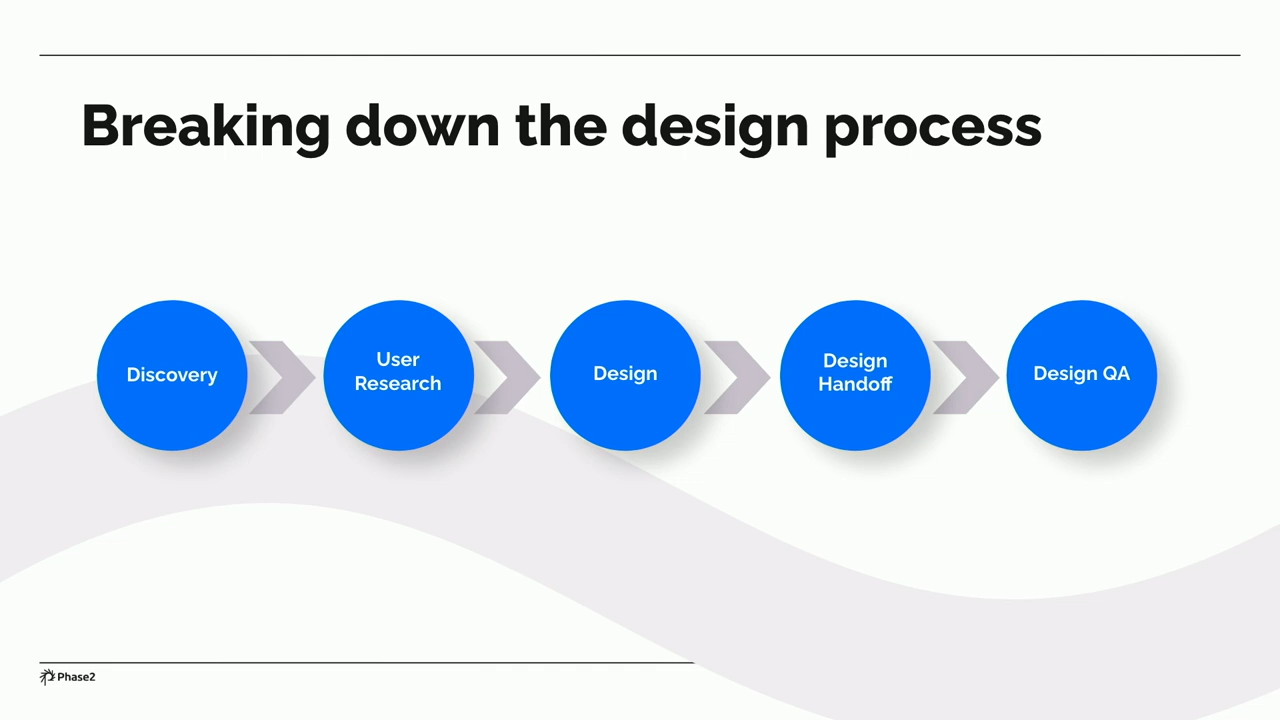 Breaking down the design process
Discovery
User
Research
Design
Design
Handoff
Design QA
Phase2